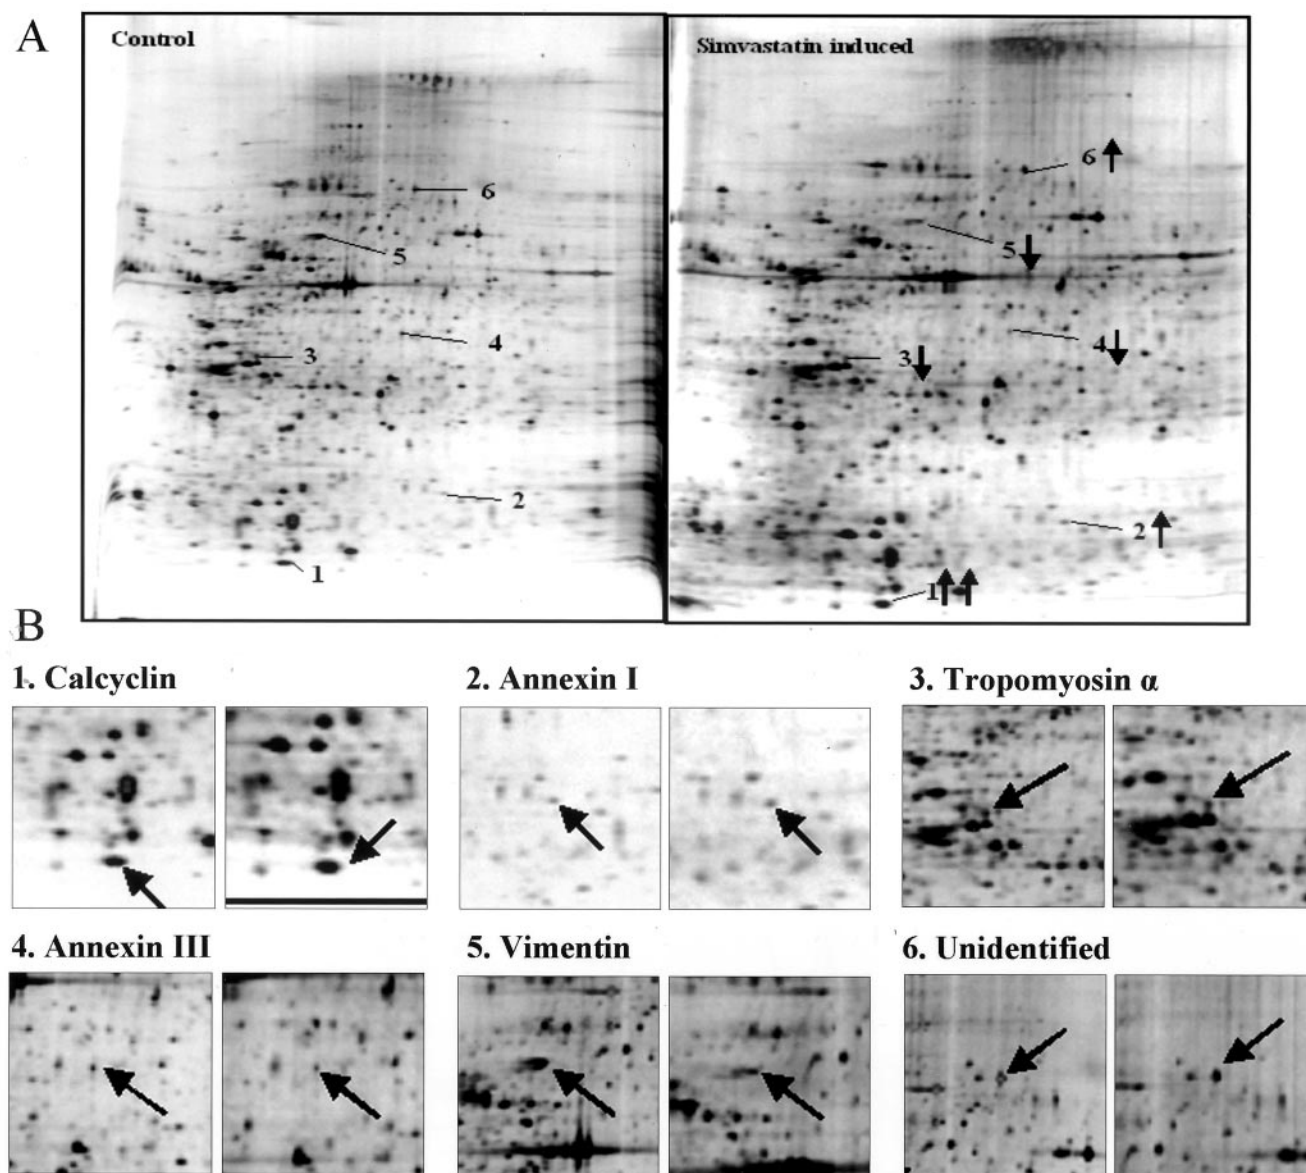 A
Control
Simvastatin induced
6
6
5
5
4
4
3
3
2
2
1
1
B
1. Calcyclin
2. Annexin I
3. Tropomyosin α
4. Annexin III
5. Vimentin
6. Unidentified